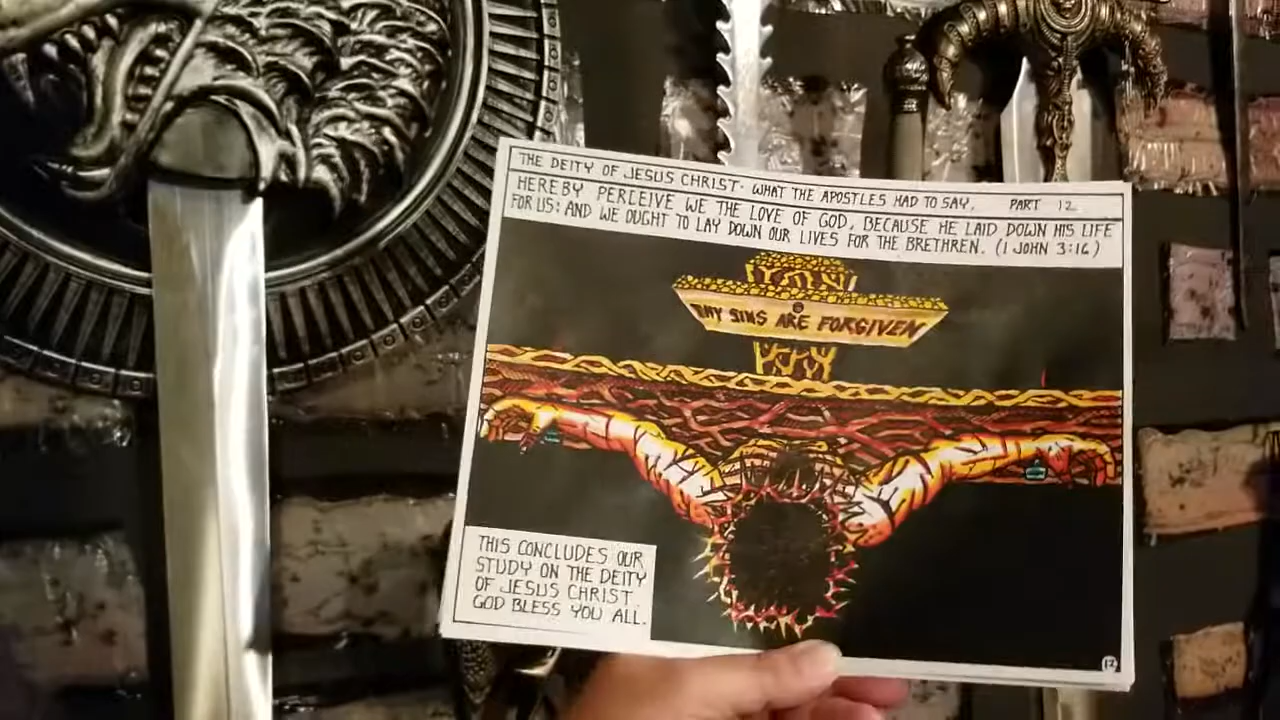 THE DEITY OF JESUS CHRIST. WHAT THE APOSTLES HAD TO SAY. PART 12
HEREBY PERCEIVE WE THE LOVE OF GOD, BECAUSE HE LAID DOWN HIS LIFE
FOR US: AND WE OUGHT TO LAY DOWN OUR LIVES FOR THE BRETHREN. (1 JOHN 3:16)
THY SINS ARE FORGIVEN
THIS CONCLUDES OUR
STUDY ON THE DEITY
OF JESUS CHRIST.
GOD BLESS YOU ALL.
12